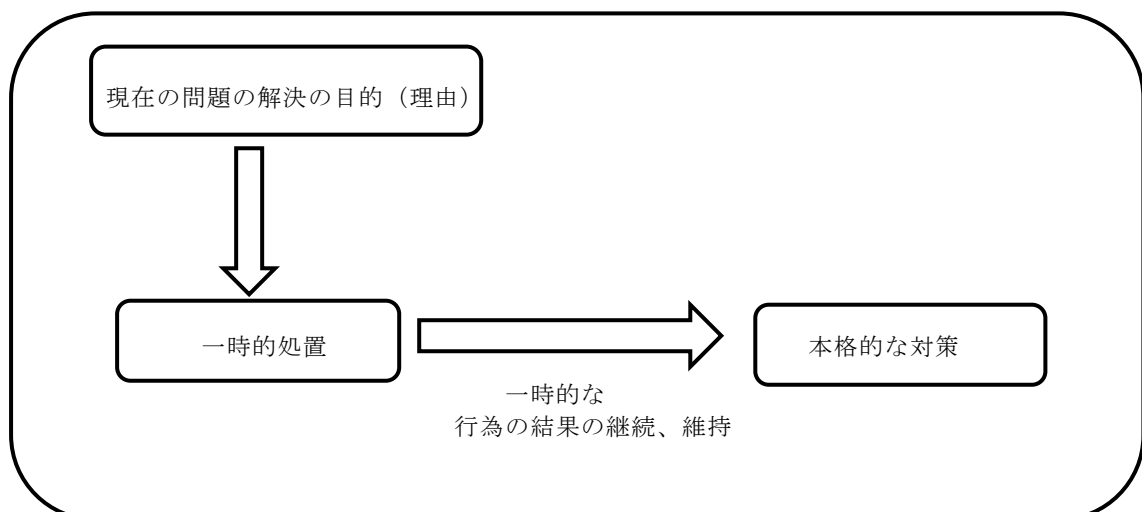 現在の問題の解決の目的（理由）
一時的処置
本格的な対策
一時的な
行為の結果の継続、維持